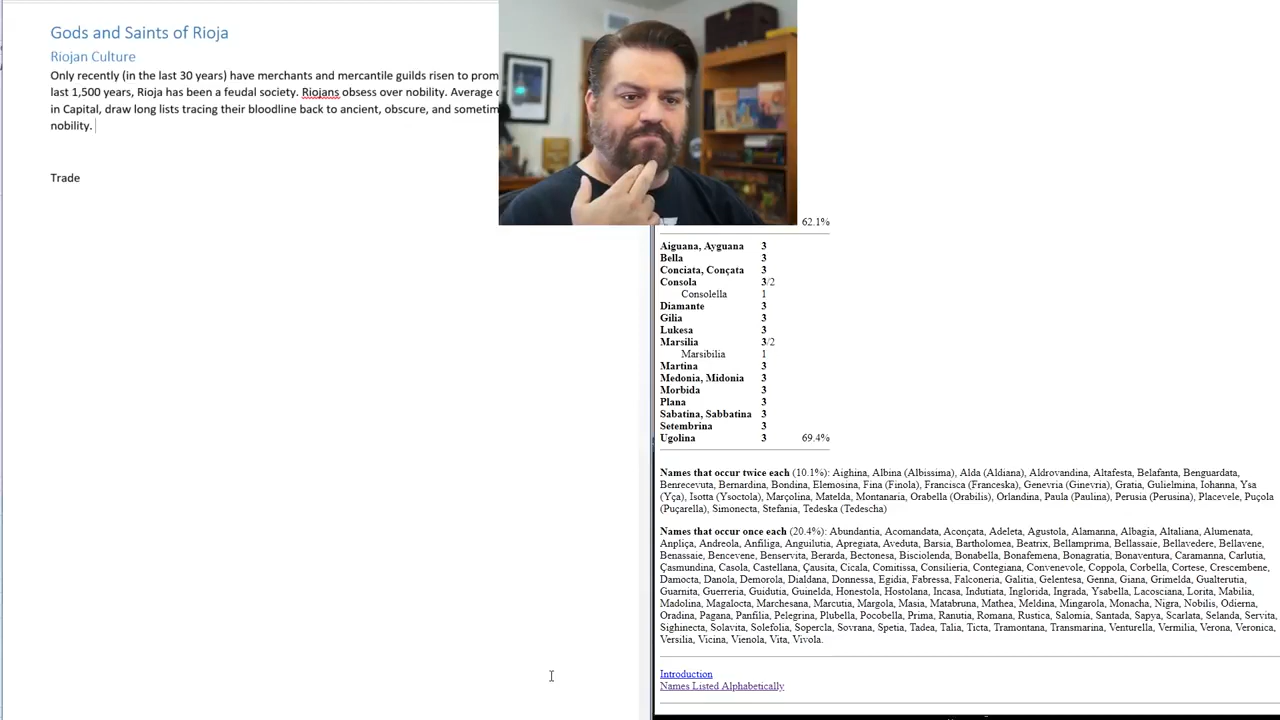 Gods and Saints of Rioja
Riojan Culture
Only recently (in the last 30 years) have merchants and mercantile guilds risen to prom
last 1,500 years, Rioja has been a feudal society. Riojans obsess over nobility. Average
in Capital, draw long lists tracing their bloodline back to ancient, obscure, and sometim
nobility.
Trade
62.1%
Aiguana, Ayguana 3
Bella 3
Conciata, Conçata 3
Consola 3/2
Consolella 1
Diamante 3
Gilia 3
Lukesa 3
Marsilia 3/2
Marsibilia 1
Martina 3
Medonia, Midonia 3
Morbida 3
Plana 3
Sabatina, Sabbatina 3
Setembrina 3
Ugolina 3 69.4%
Names that occur twice each (10.1%): Aighina, Albina (Albissima), Alda (Aldiana), Aldrovandina, Altafesta, Belafanta, Benguardata,
Benrecevuta, Bernardina, Bondina, Elemosina, Fina (Finola), Francisca (Franceska), Genevria (Ginevria), Gratia, Gulielmina, Iohanna, Ysa
(Yça), Isotta (Ysoctola), Marçolina, Matelda, Montanaria, Orabella (Orabilis), Orlandina, Paula (Paulina), Perusia (Perusina), Placevele, Puçola
(Puçarella), Simonecta, Stefania, Tedeska (Tedescha)
Names that occur once each (20.4%): Abundantia, Acomandata, Aconçata, Adeleta, Agustola, Alamanna, Albagia, Altaliana, Alumenata,
Anpliça, Andreola, Anfiliga, Anguilutia, Apregiata, Aveduta, Barsia, Bartholomea, Beatrix, Bellamprima, Bellassaie, Bellavedere, Bellavene,
Benassaie, Bencevene, Benservita, Berarda, Bectonesa, Bisciolenda, Bonabella, Bonafemena, Bonagratia, Bonaventura, Caramanna, Carlutia,
Çasmundina, Casola, Castellana, Çausita, Cicala, Comitissa, Consilieria, Contegiana, Convenevole, Coppola, Corbella, Cortese, Crescembene,
Damocta, Danola, Demorola, Dialdana, Donnessa, Egidia, Fabressa, Falconeria, Galitia, Gelentesa, Genna, Giana, Grimelda, Gualterutia,
Guarnita, Guerreria, Guidutia, Guinelda, Honestola, Hostolana, Incasa, Indutiata, Inglorida, Ingrada, Ysabella, Lacosciana, Lorita, Mabilia,
Madolina, Magalocta, Marchesana, Marcutia, Margola, Masia, Matabruna, Mathea, Meldina, Mingarola, Monacha, Nigra, Nobilis, Odierna,
Oradina, Pagana, Panfilia, Pelegrina, Plubella, Pocobella, Prima, Ranutia, Romana, Rustica, Salomia, Santada, Sapya, Scarlata, Selanda, Servita,
Sighinecta, Solavita, Solefolia, Sopercla, Sovrana, Spetia, Tadea, Talia, Ticta, Tramontana, Transmarina, Venturella, Vermilia, Verona, Veronica,
Versilia, Vicina, Vienola, Vita, Vivola.
Introduction
Names Listed Alphabetically